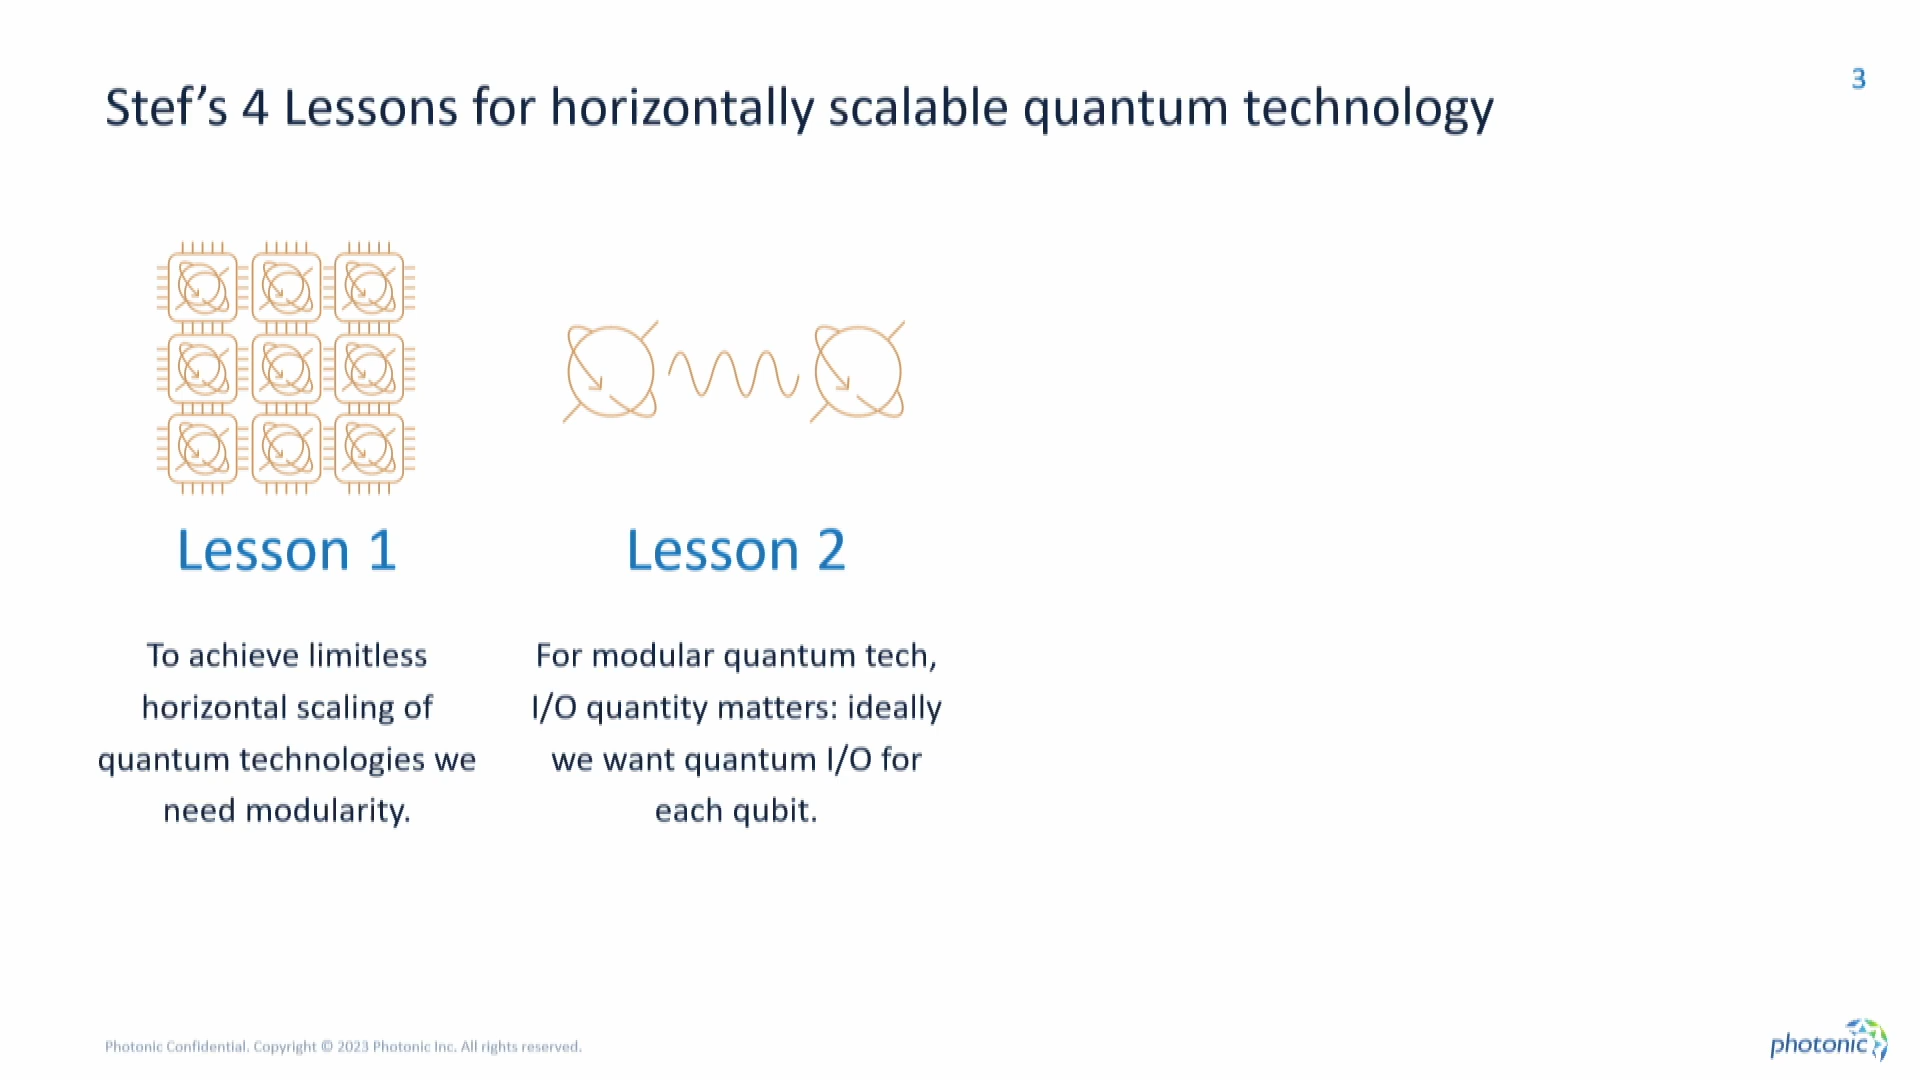 Stef’s 4 Lessons for horizontally scalable quantum technology
3
Lesson 1
To achieve limitless
horizontal scaling of
quantum technologies we
need modularity.
Lesson 2
For modular quantum tech,
I/O quantity matters: ideally
we want quantum I/O for
each qubit.
Photonic Confidential. Copyright © 2023 Photonic Inc. All rights reserved.
photonic